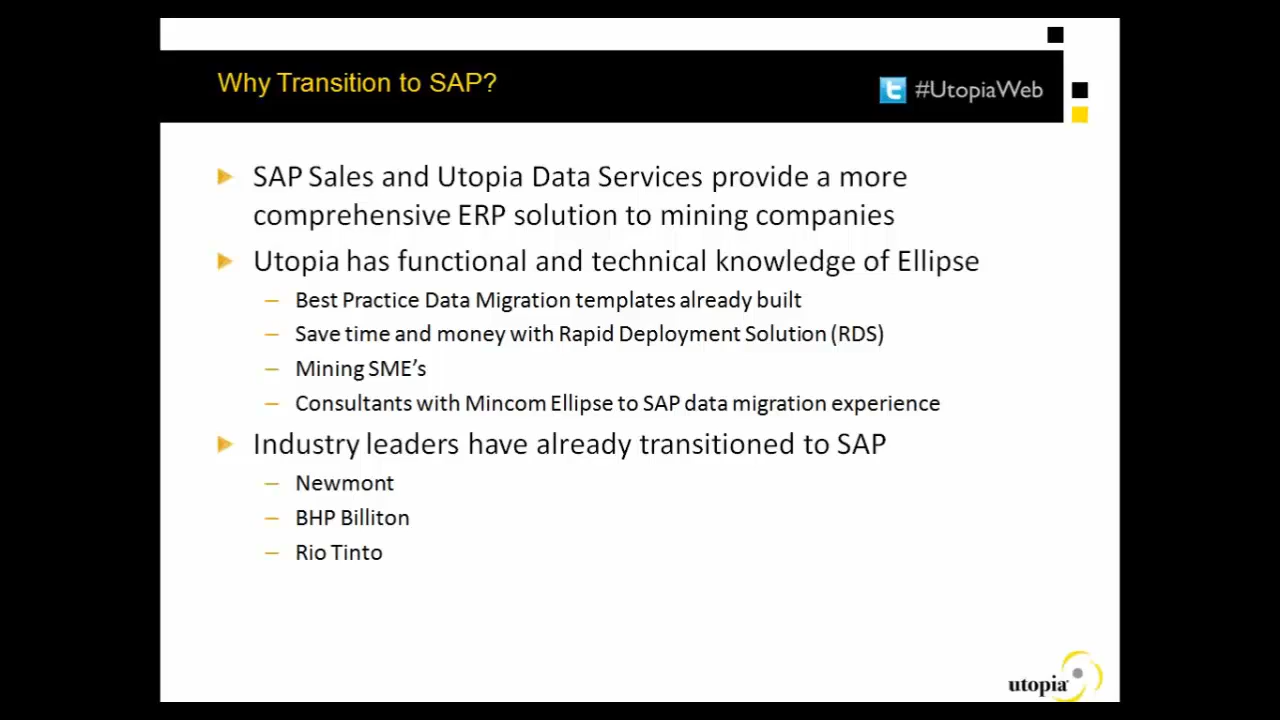 Why Transition to SAP?
#UtopiaWeb
SAP Sales and Utopia Data Services provide a more
comprehensive ERP solution to mining companies
Utopia has functional and technical knowledge of Ellipse
– Best Practice Data Migration templates already built
– Save time and money with Rapid Deployment Solution (RDS)
– Mining SME’s
– Consultants with Mincom Ellipse to SAP data migration experience
Industry leaders have already transitioned to SAP
– Newmont
– BHP Billiton
– Rio Tinto
utopia